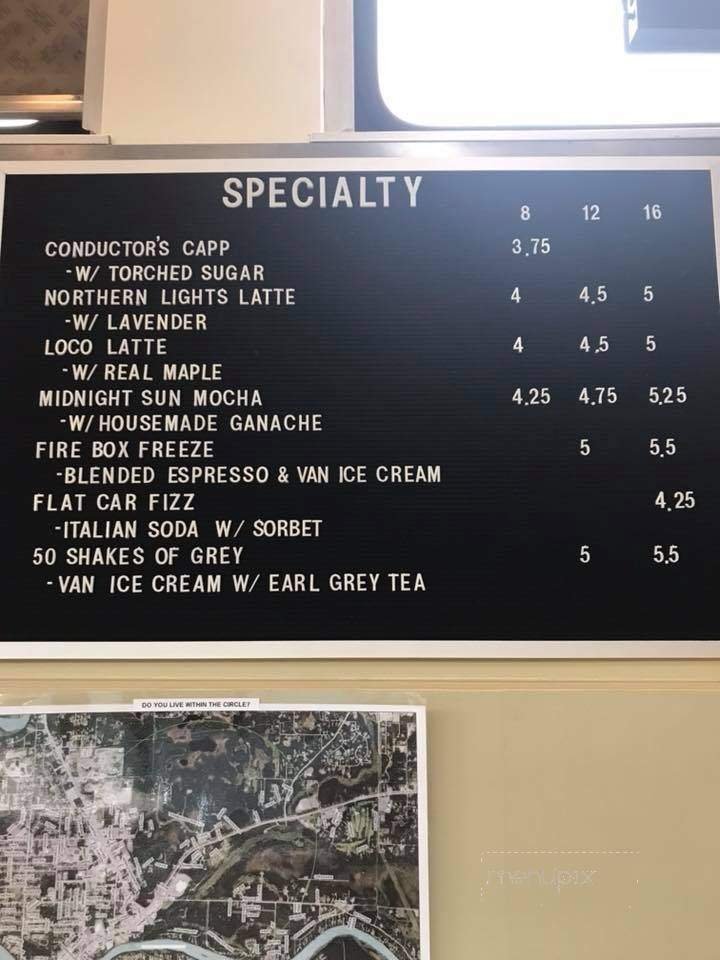 SPECIALTY
8 12 16
CONDUCTOR'S CAPP 3.75
-W/ TORCHED SUGAR
NORTHERN LIGHTS LATTE 4 4.5 5
-W/ LAVENDER
LOCO LATTE 4 4.5 5
-W/ REAL MAPLE
MIDNIGHT SUN MOCHA 4.25 4.75 5.25
-W/ HOUSEMADE GANACHE
FIRE BOX FREEZE 5 5.5
-BLENDED ESPRESSO & VAN ICE CREAM
FLAT CAR FIZZ 4.25
-ITALIAN SODA W/ SORBET
50 SHAKES OF GREY 5 5.5
-VAN ICE CREAM W/ EARL GREY TEA
DO YOU LIVE WITHIN THE CIRCLE?
menupix